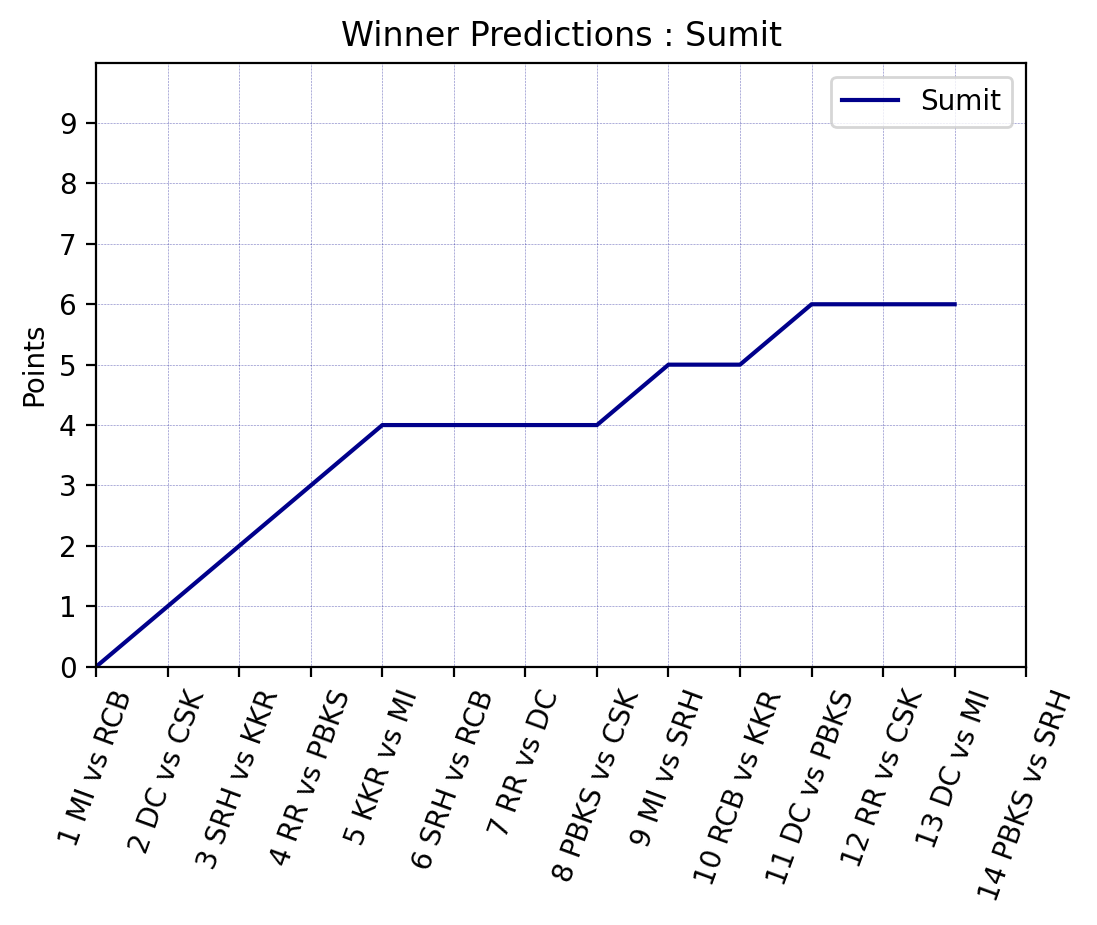 Winner Predictions : Sumit
Sumit
Points
9
8
7
6
5
4
3
2
1
0
1 MI vs RCB
2 DC vs CSK
3 SRH vs KKR
4 RR vs PBKS
5 KKR vs MI
6 SRH vs RCB
7 RR vs DC
8 PBKS vs CSK
9 MI vs SRH
10 RCB vs KKR
11 DC vs PBKS
12 RR vs CSK
13 DC vs MI
14 PBKS vs SRH